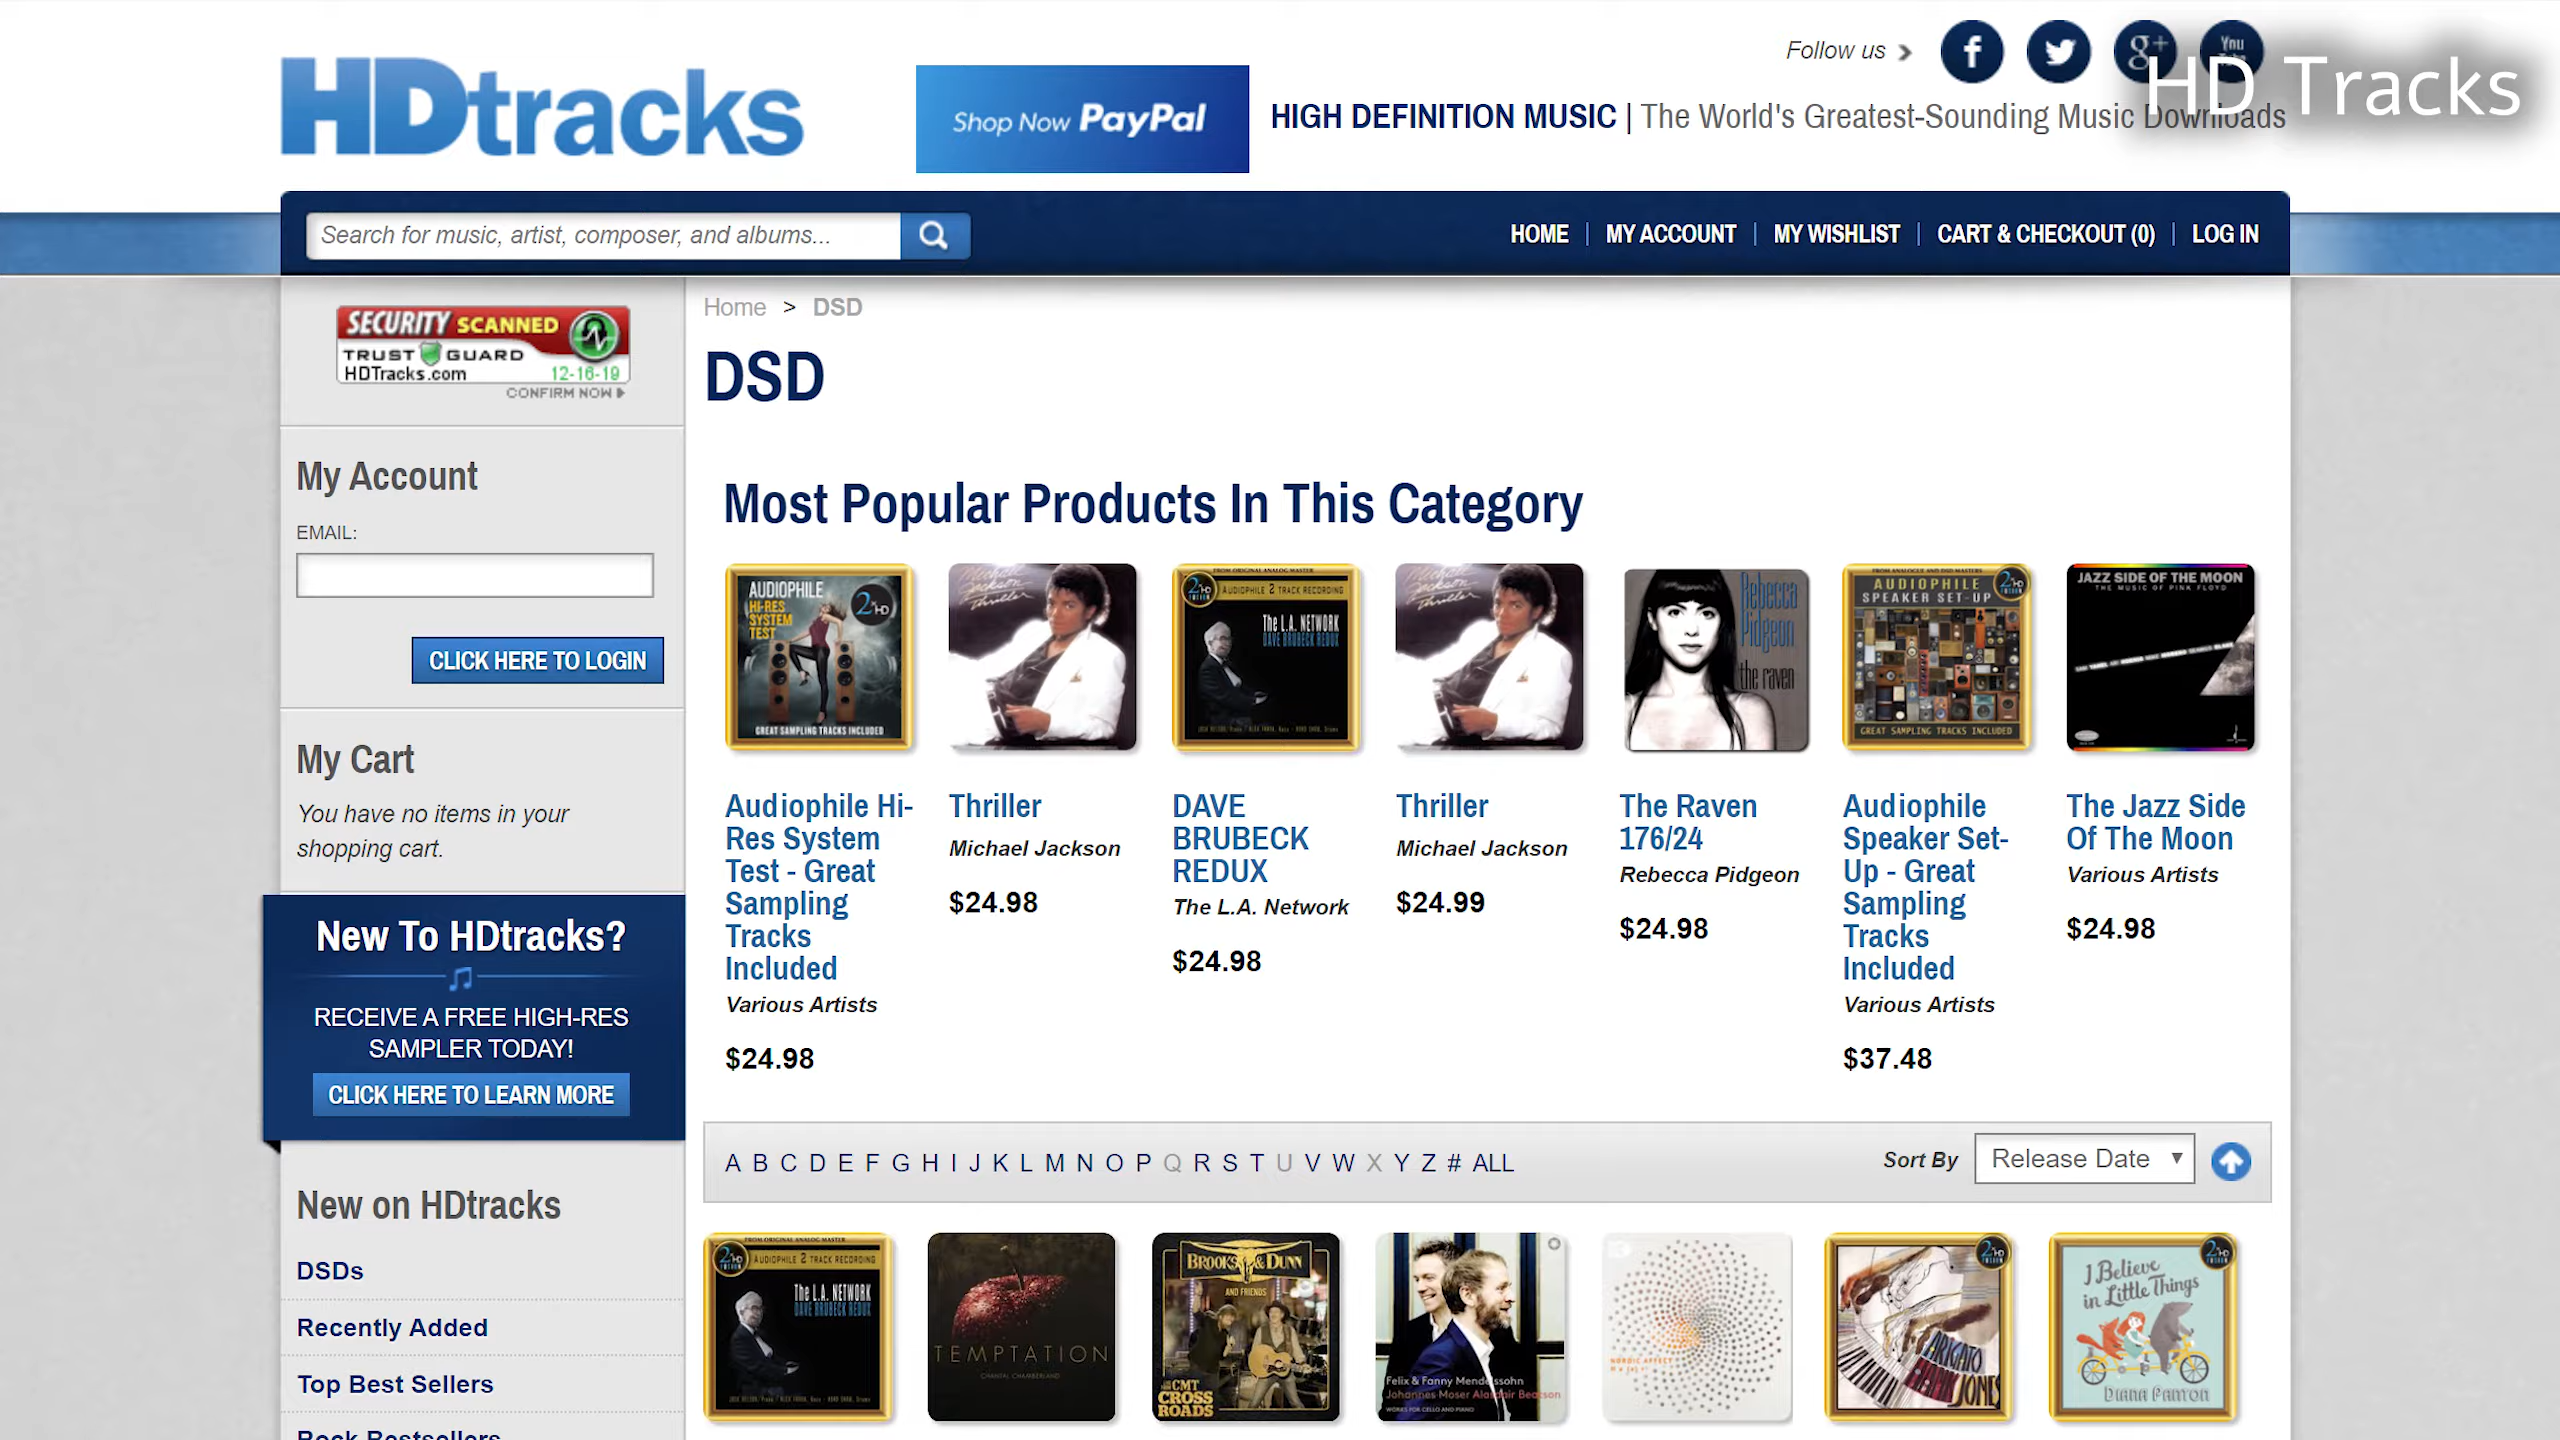 HDtracks
Shop Now PayPal
Follow us
HD Tracks
HIGH DEFINITION MUSIC | The World's Greatest-Sounding Music Downloads
Search for music, artist, composer, and albums...
HOME | MY ACCOUNT | MY WISHLIST | CART & CHECKOUT (0) | LOG IN
SECURITY SCANNED
TRUST GUARD
HDTracks.com 12-16-19
CONFIRM NOW
My Account
EMAIL:
CLICK HERE TO LOGIN
My Cart
You have no items in your
shopping cart.
New To HDtracks?
RECEIVE A FREE HIGH-RES
SAMPLER TODAY!
CLICK HERE TO LEARN MORE
New on HDtracks
DSDs
Recently Added
Top Best Sellers
Rock Bestsellers
Home > DSD
DSD
Most Popular Products In This Category
AUDIOPHILE
HI-RES
SYSTEM
TEST
GREAT SAMPLING TRACKS INCLUDED
Audiophile Hi-
Res System
Test - Great
Sampling
Tracks
Included
Various Artists
$24.98
Michael Jackson
Thriller
Thriller
Michael Jackson
$24.98
FROM ORIGINAL ANALOG MASTER
AUDIOPHILE 2 TRACK RECORDING
The L.A. NETWORK
DAVE BRUBECK REDUX
DAVE
BRUBECK
REDUX
The L.A. Network
$24.98
Michael Jackson
Thriller
Thriller
Michael Jackson
$24.99
Rebecca
Pidgeon
the raven
The Raven
176/24
Rebecca Pidgeon
$24.98
FROM ANALOGUE AND DSD MASTERS
AUDIOPHILE
SPEAKER SET-UP
GREAT SAMPLING TRACKS INCLUDED
Audiophile
Speaker Set-
Up - Great
Sampling
Tracks
Included
Various Artists
$37.48
JAZZ SIDE OF THE MOON
THE MUSIC OF PINK FLOYD
The Jazz Side
Of The Moon
Various Artists
$24.98
A B C D E F G H I J K L M N O P Q R S T U V W X Y Z # ALL
Sort By Release Date
FROM ORIGINAL ANALOG MASTER
AUDIOPHILE 2 TRACK RECORDING
The L.A. NETWORK
DAVE BRUBECK REDUX
TEMPTATION
CHANTAL CHAMBERLAND
BROOKS & DUNN
AND FRIENDS
CMT
CROSS
ROADS
Felix & Fanny Mendelssohn
Johannes Moser Alasdair Beatson
WORKS FOR CELLO AND PIANO
NORDIC AFFECT
ARIGATO
JONES
I Believe
in Little Things
DIANA PANTON